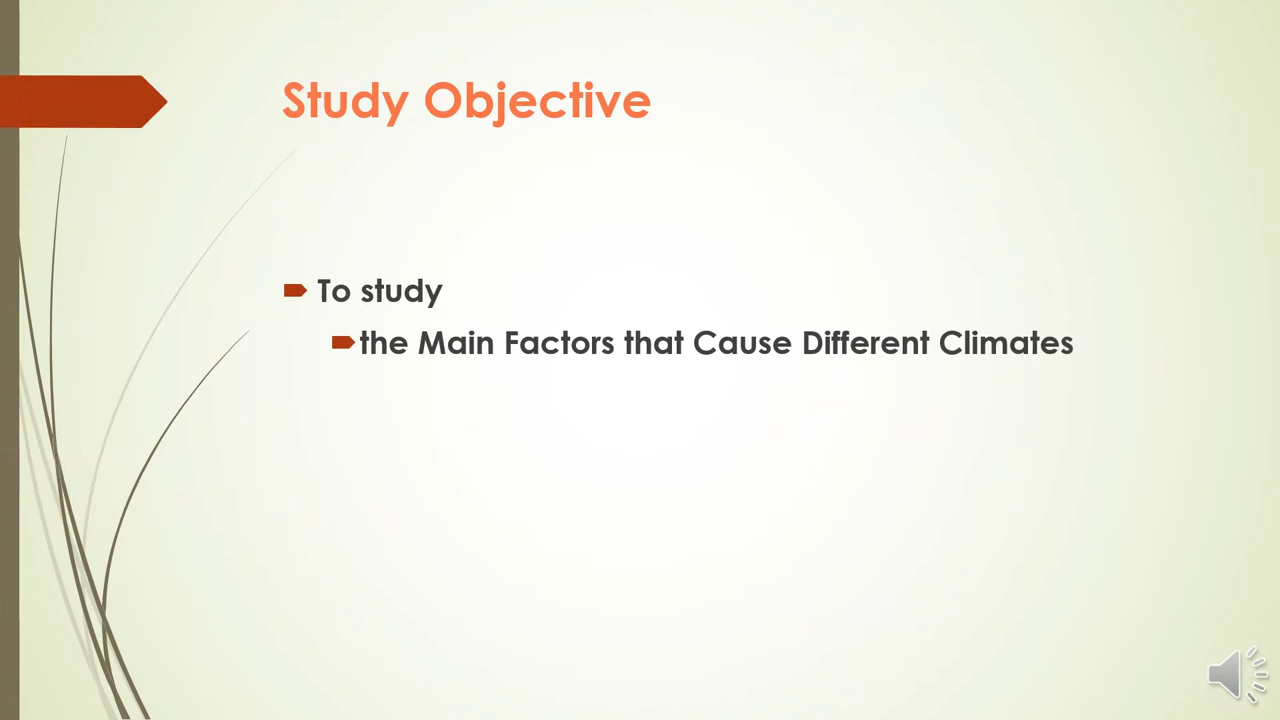 Study Objective
To study
the Main Factors that Cause Different Climates